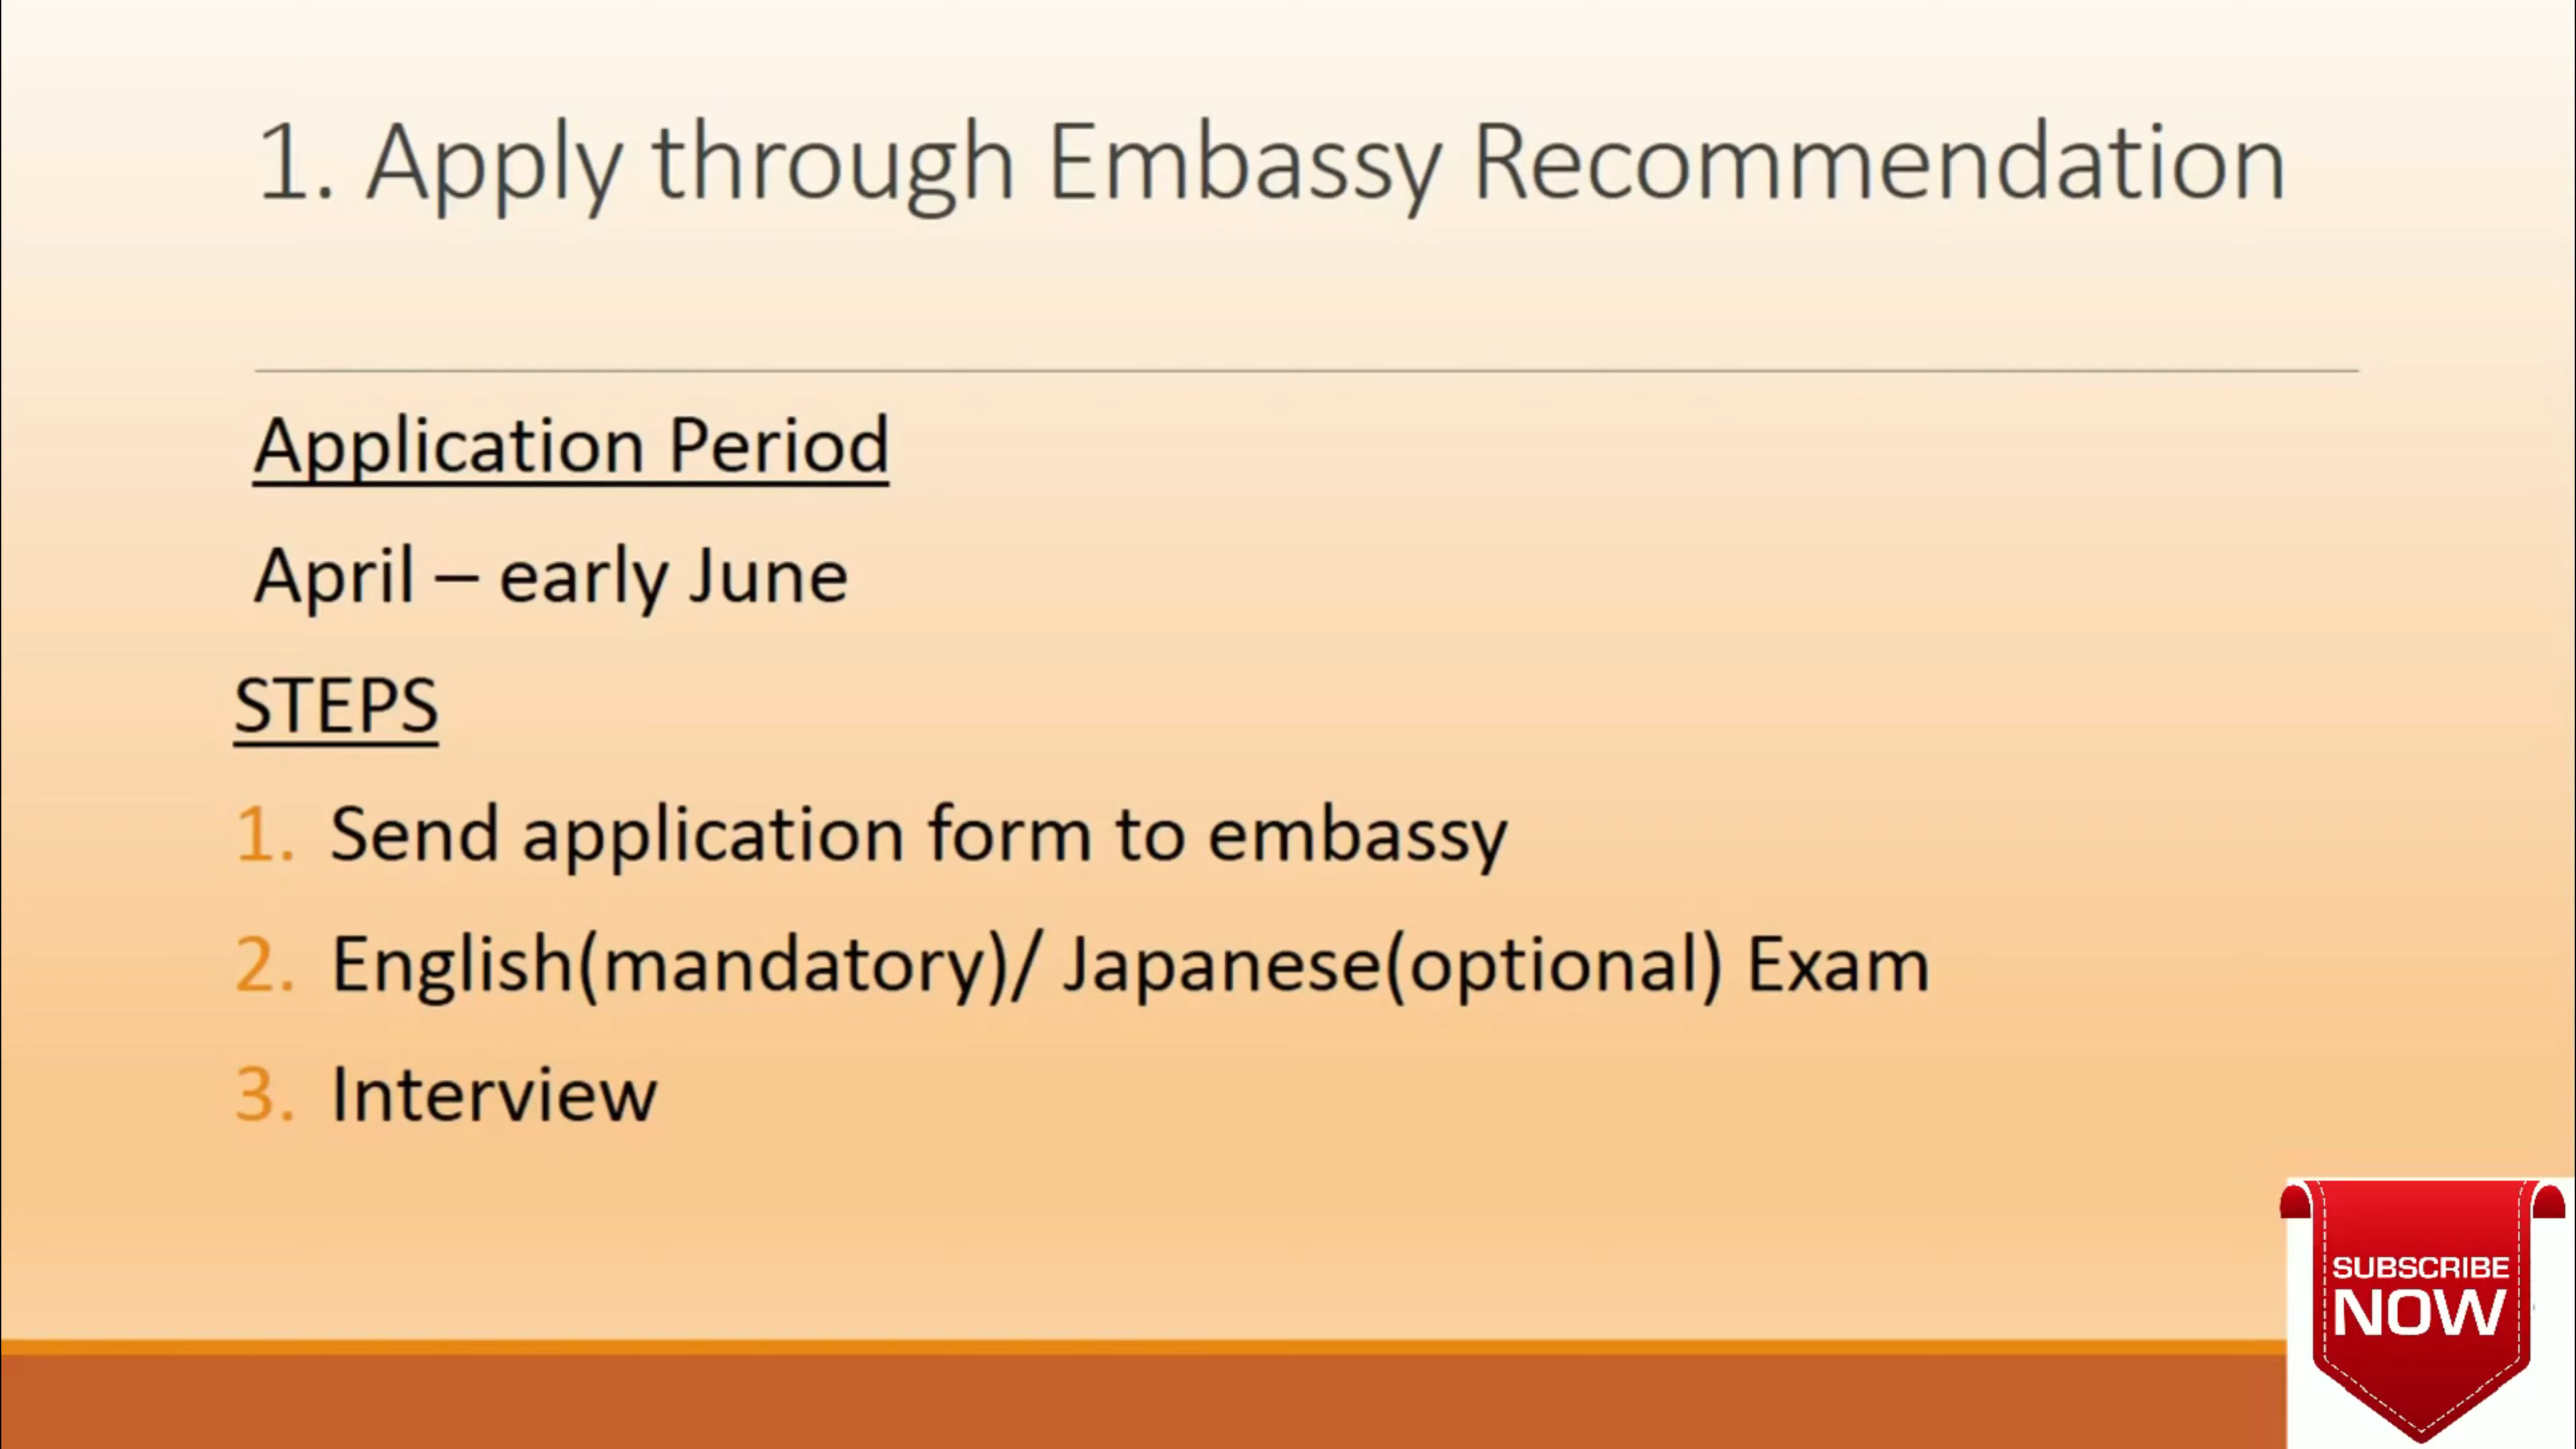 1. Apply through Embassy Recommendation
Application Period
April – early June
STEPS
1. Send application form to embassy
2. English(mandatory)/ Japanese(optional) Exam
3. Interview
SUBSCRIBE
NOW